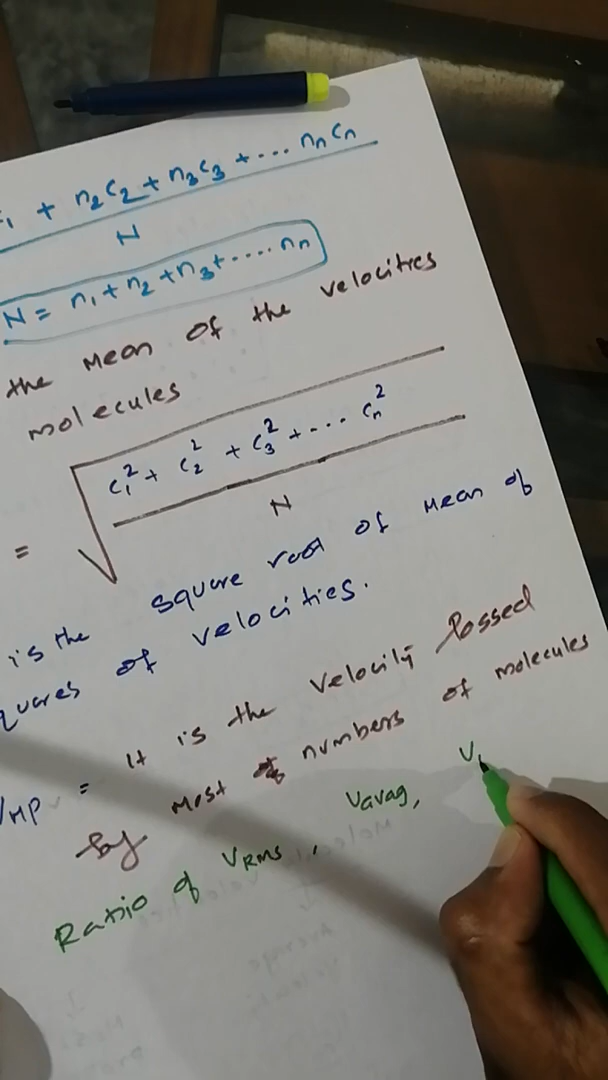 + n₂c₂ + n₃c₃ + .... nₙcₙ
N
N = n₁ + n₂ + n₃ + .... nₙ
the mean of the velocities
molecules
= √ c₁² + c₂² + c₃² + .... cₙ²
N
is the square root of mean of
quares of velocities.
VMP = It is the velocity possed
by most numbers of molecules
Ratio of VRMS, Vavag, V